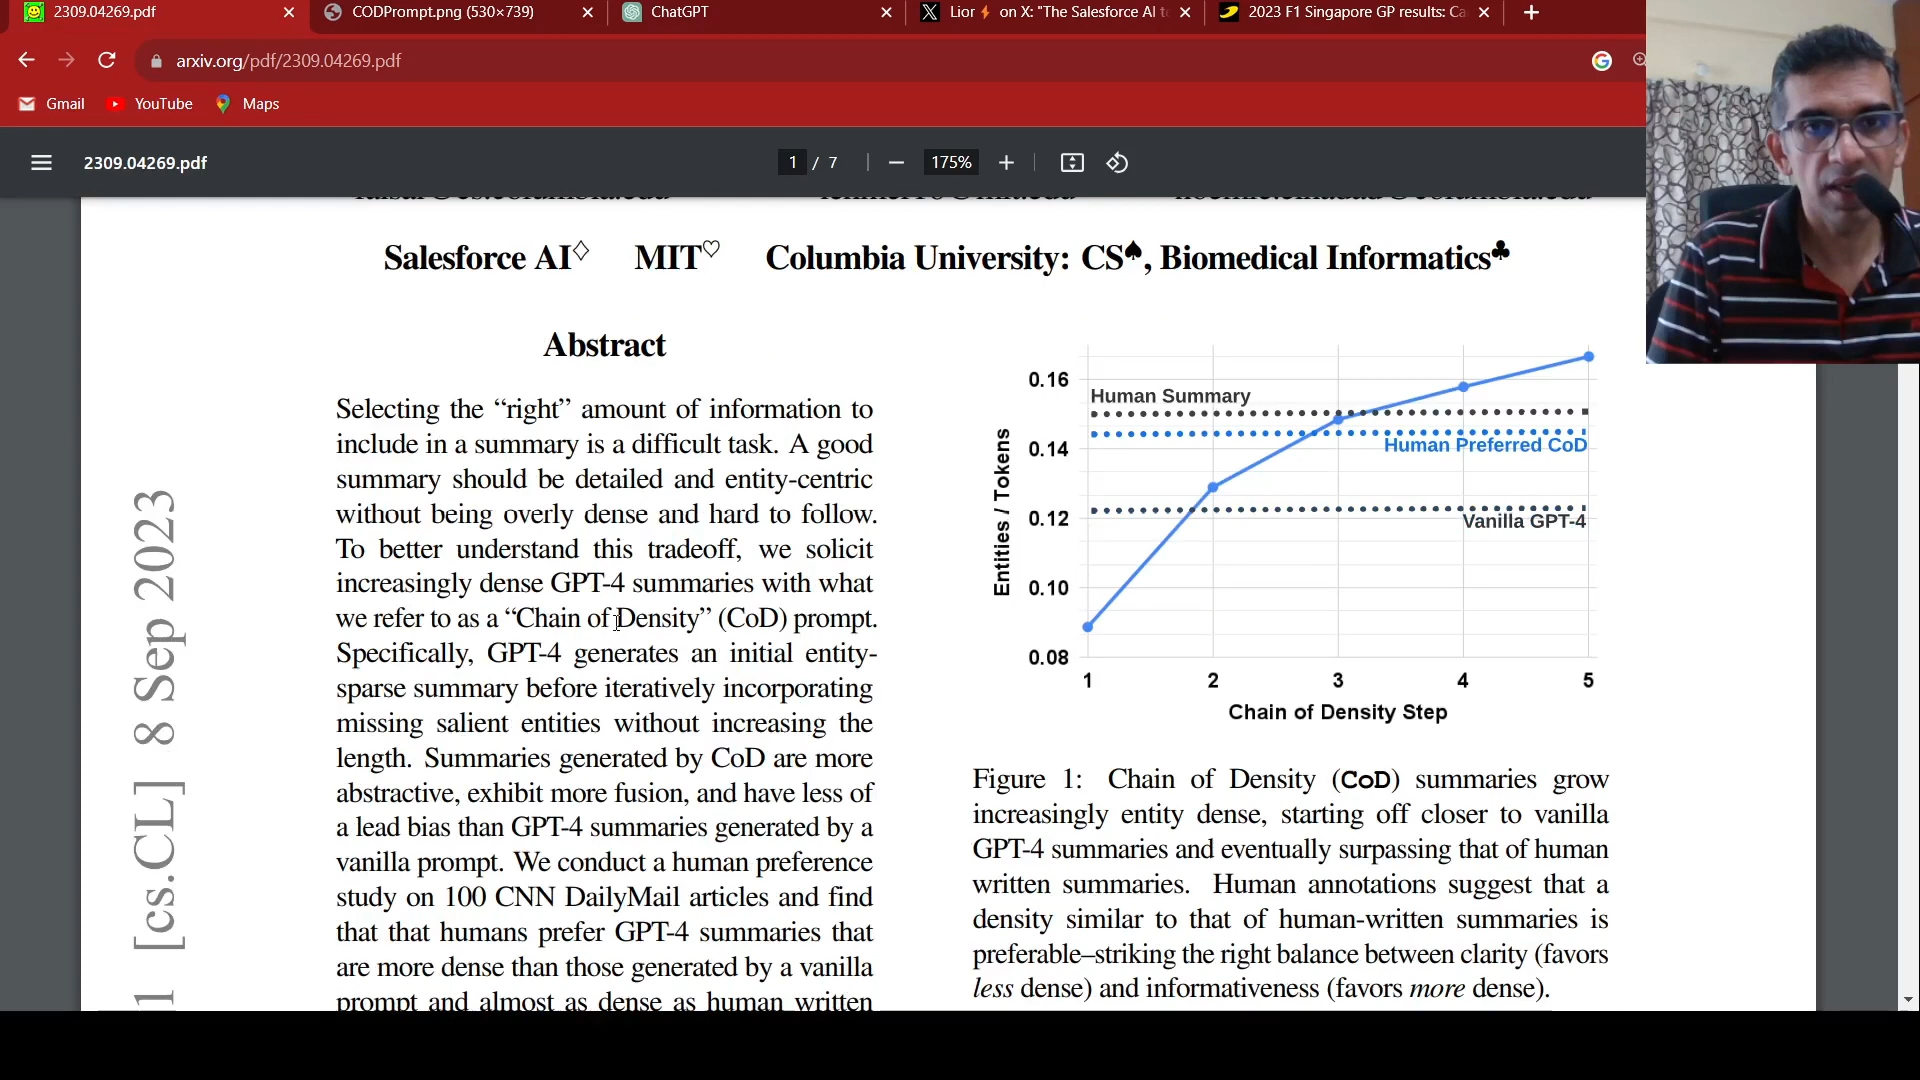 2309.04269.pdf
CODPrompt.png (530×739)
ChatGPT
Lior⚡ on X: "The Salesforce AI t
2023 F1 Singapore GP results: Ca
arxiv.org/pdf/2309.04269.pdf
Gmail
YouTube
Maps
2309.04269.pdf
1 / 7
175%
Salesforce AI♢ MIT♡ Columbia University: CS♠, Biomedical Informatics♣
Abstract
Selecting the “right” amount of information to
include in a summary is a difficult task. A good
summary should be detailed and entity-centric
without being overly dense and hard to follow.
To better understand this tradeoff, we solicit
increasingly dense GPT-4 summaries with what
we refer to as a “Chain of Density” (CoD) prompt.
Specifically, GPT-4 generates an initial entity-
sparse summary before iteratively incorporating
missing salient entities without increasing the
length. Summaries generated by CoD are more
abstractive, exhibit more fusion, and have less of
a lead bias than GPT-4 summaries generated by a
vanilla prompt. We conduct a human preference
study on 100 CNN DailyMail articles and find
that that humans prefer GPT-4 summaries that
are more dense than those generated by a vanilla
prompt and almost as dense as human written
[cs.CL] 8 Sep 2023
Entities / Tokens
0.16
0.14
0.12
0.10
0.08
Human Summary
Human Preferred CoD
Vanilla GPT-4
1 2 3 4 5
Chain of Density Step
Figure 1: Chain of Density (CoD) summaries grow
increasingly entity dense, starting off closer to vanilla
GPT-4 summaries and eventually surpassing that of human
written summaries. Human annotations suggest that a
density similar to that of human-written summaries is
preferable–striking the right balance between clarity (favors
less dense) and informativeness (favors more dense).